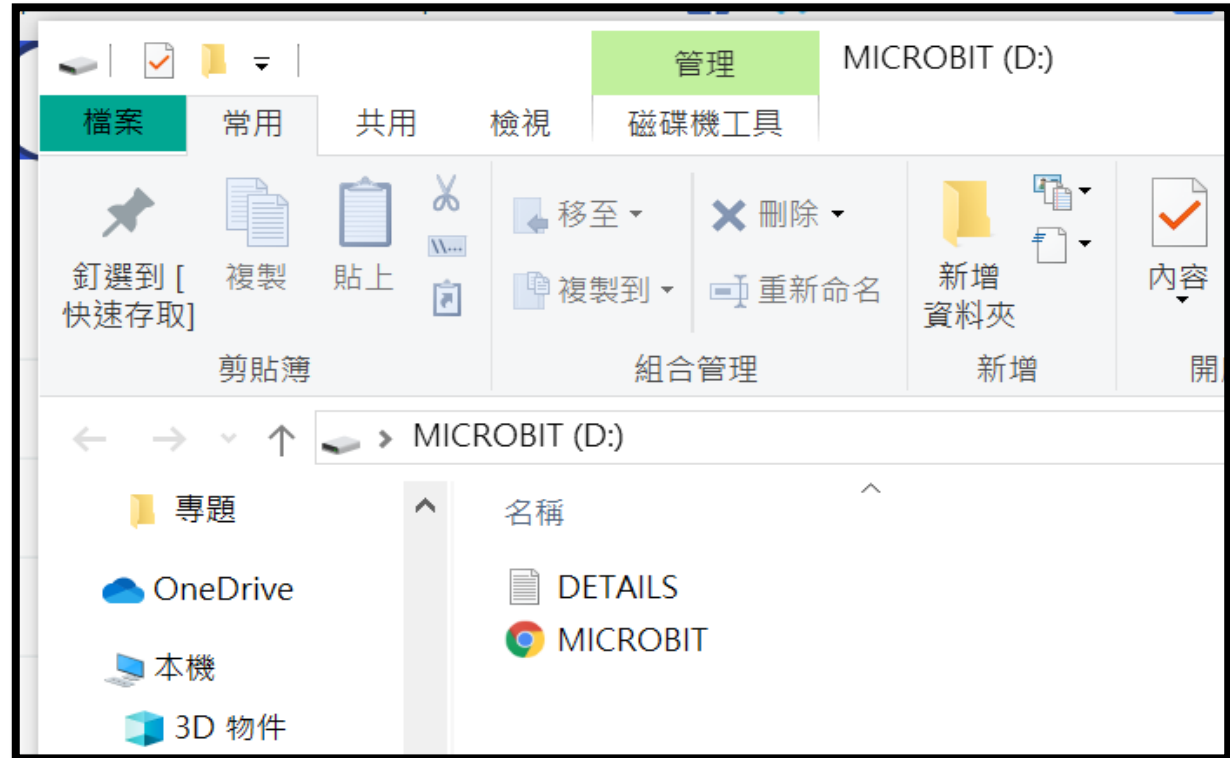 管理
MICROBIT (D:)
檔案
常用
共用
檢視
磁碟機工具
釘選到 [
快速存取]
複製
貼上
移至
複製到
刪除
重新命名
新增
資料夾
內容
剪貼簿
組合管理
新增
開
MICROBIT (D:)
專題
OneDrive
本機
3D 物件
名稱
DETAILS
MICROBIT